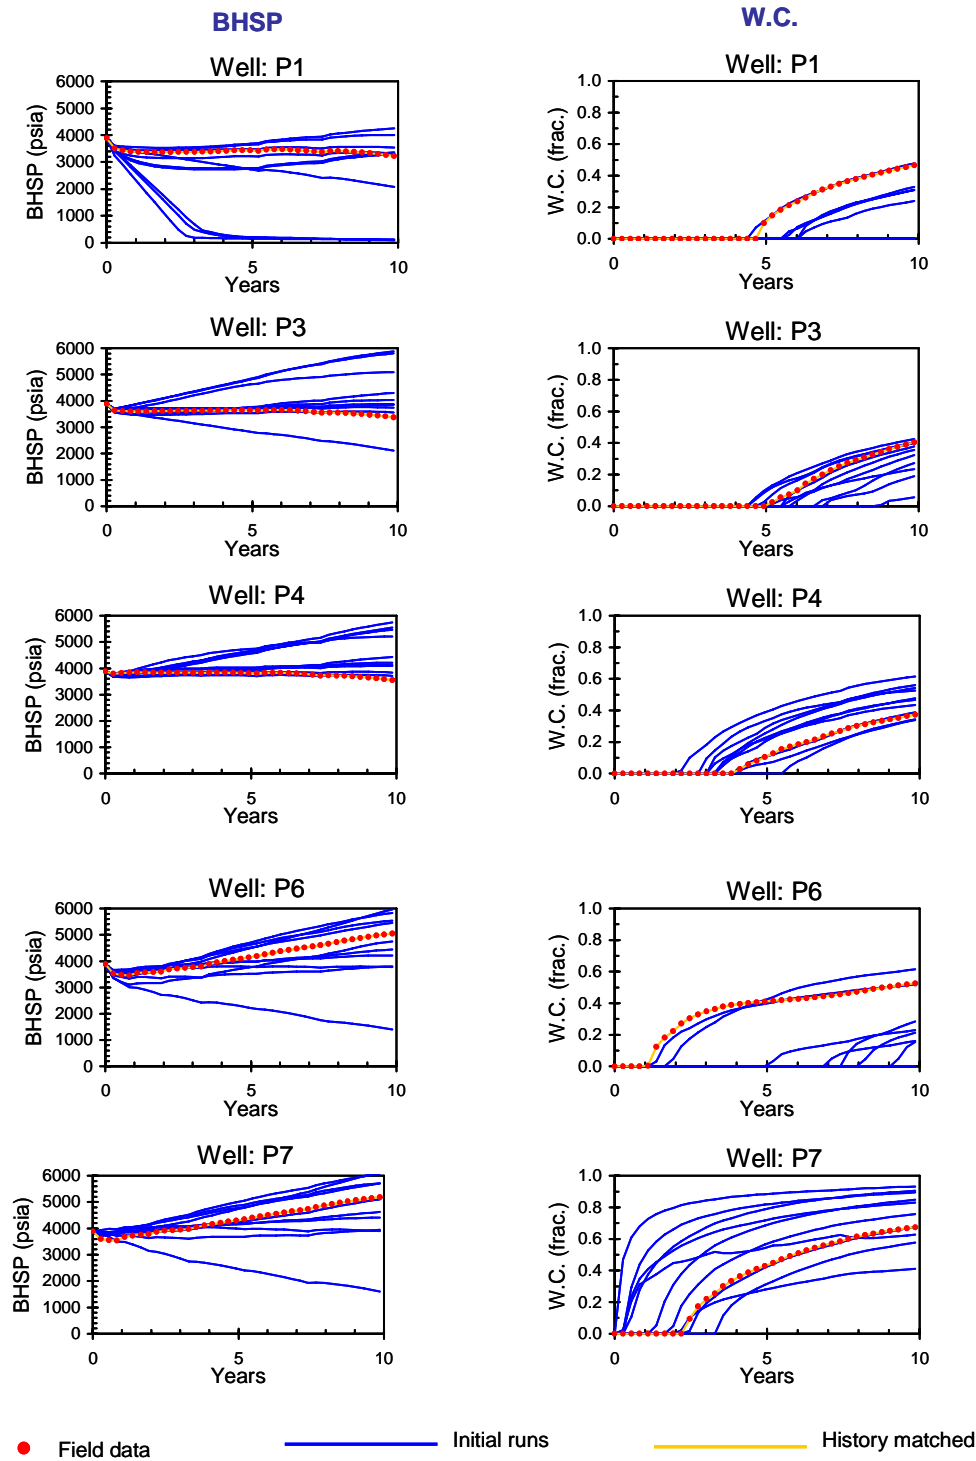 BHSP
W.C.
Well: P1
6000
5000
4000
3000
2000
1000
0
BHSP (psia)
0
5
10
Years
Well: P1
1.0
0.8
0.6
0.4
0.2
0.0
W.C. (frac.)
0
5
10
Years
Well: P3
6000
5000
4000
3000
2000
1000
0
BHSP (psia)
0
5
10
Years
Well: P3
1.0
0.8
0.6
0.4
0.2
0.0
W.C. (frac.)
0
5
10
Years
Well: P4
6000
5000
4000
3000
2000
1000
0
BHSP (psia)
0
5
10
Years
Well: P4
1.0
0.8
0.6
0.4
0.2
0.0
W.C. (frac.)
0
5
10
Years
Well: P6
6000
5000
4000
3000
2000
1000
0
BHSP (psia)
0
5
10
Years
Well: P6
1.0
0.8
0.6
0.4
0.2
0.0
W.C. (frac.)
0
5
10
Years
Well: P7
6000
5000
4000
3000
2000
1000
0
BHSP (psia)
0
5
10
Years
Well: P7
1.0
0.8
0.6
0.4
0.2
0.0
W.C. (frac.)
0
5
10
Years
Field data
Initial runs
History matched